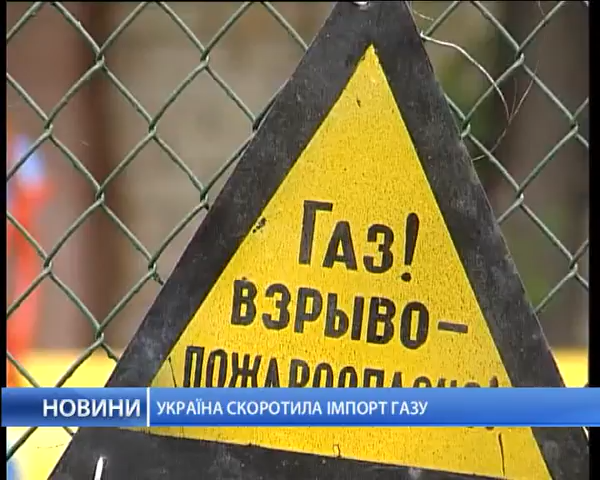 Газ!
ВЗРЫВО–
ПОЖАРООПАСНО!
НОВИНИ
УКРАЇНА СКОРОТИЛА ІМПОРТ ГАЗУ